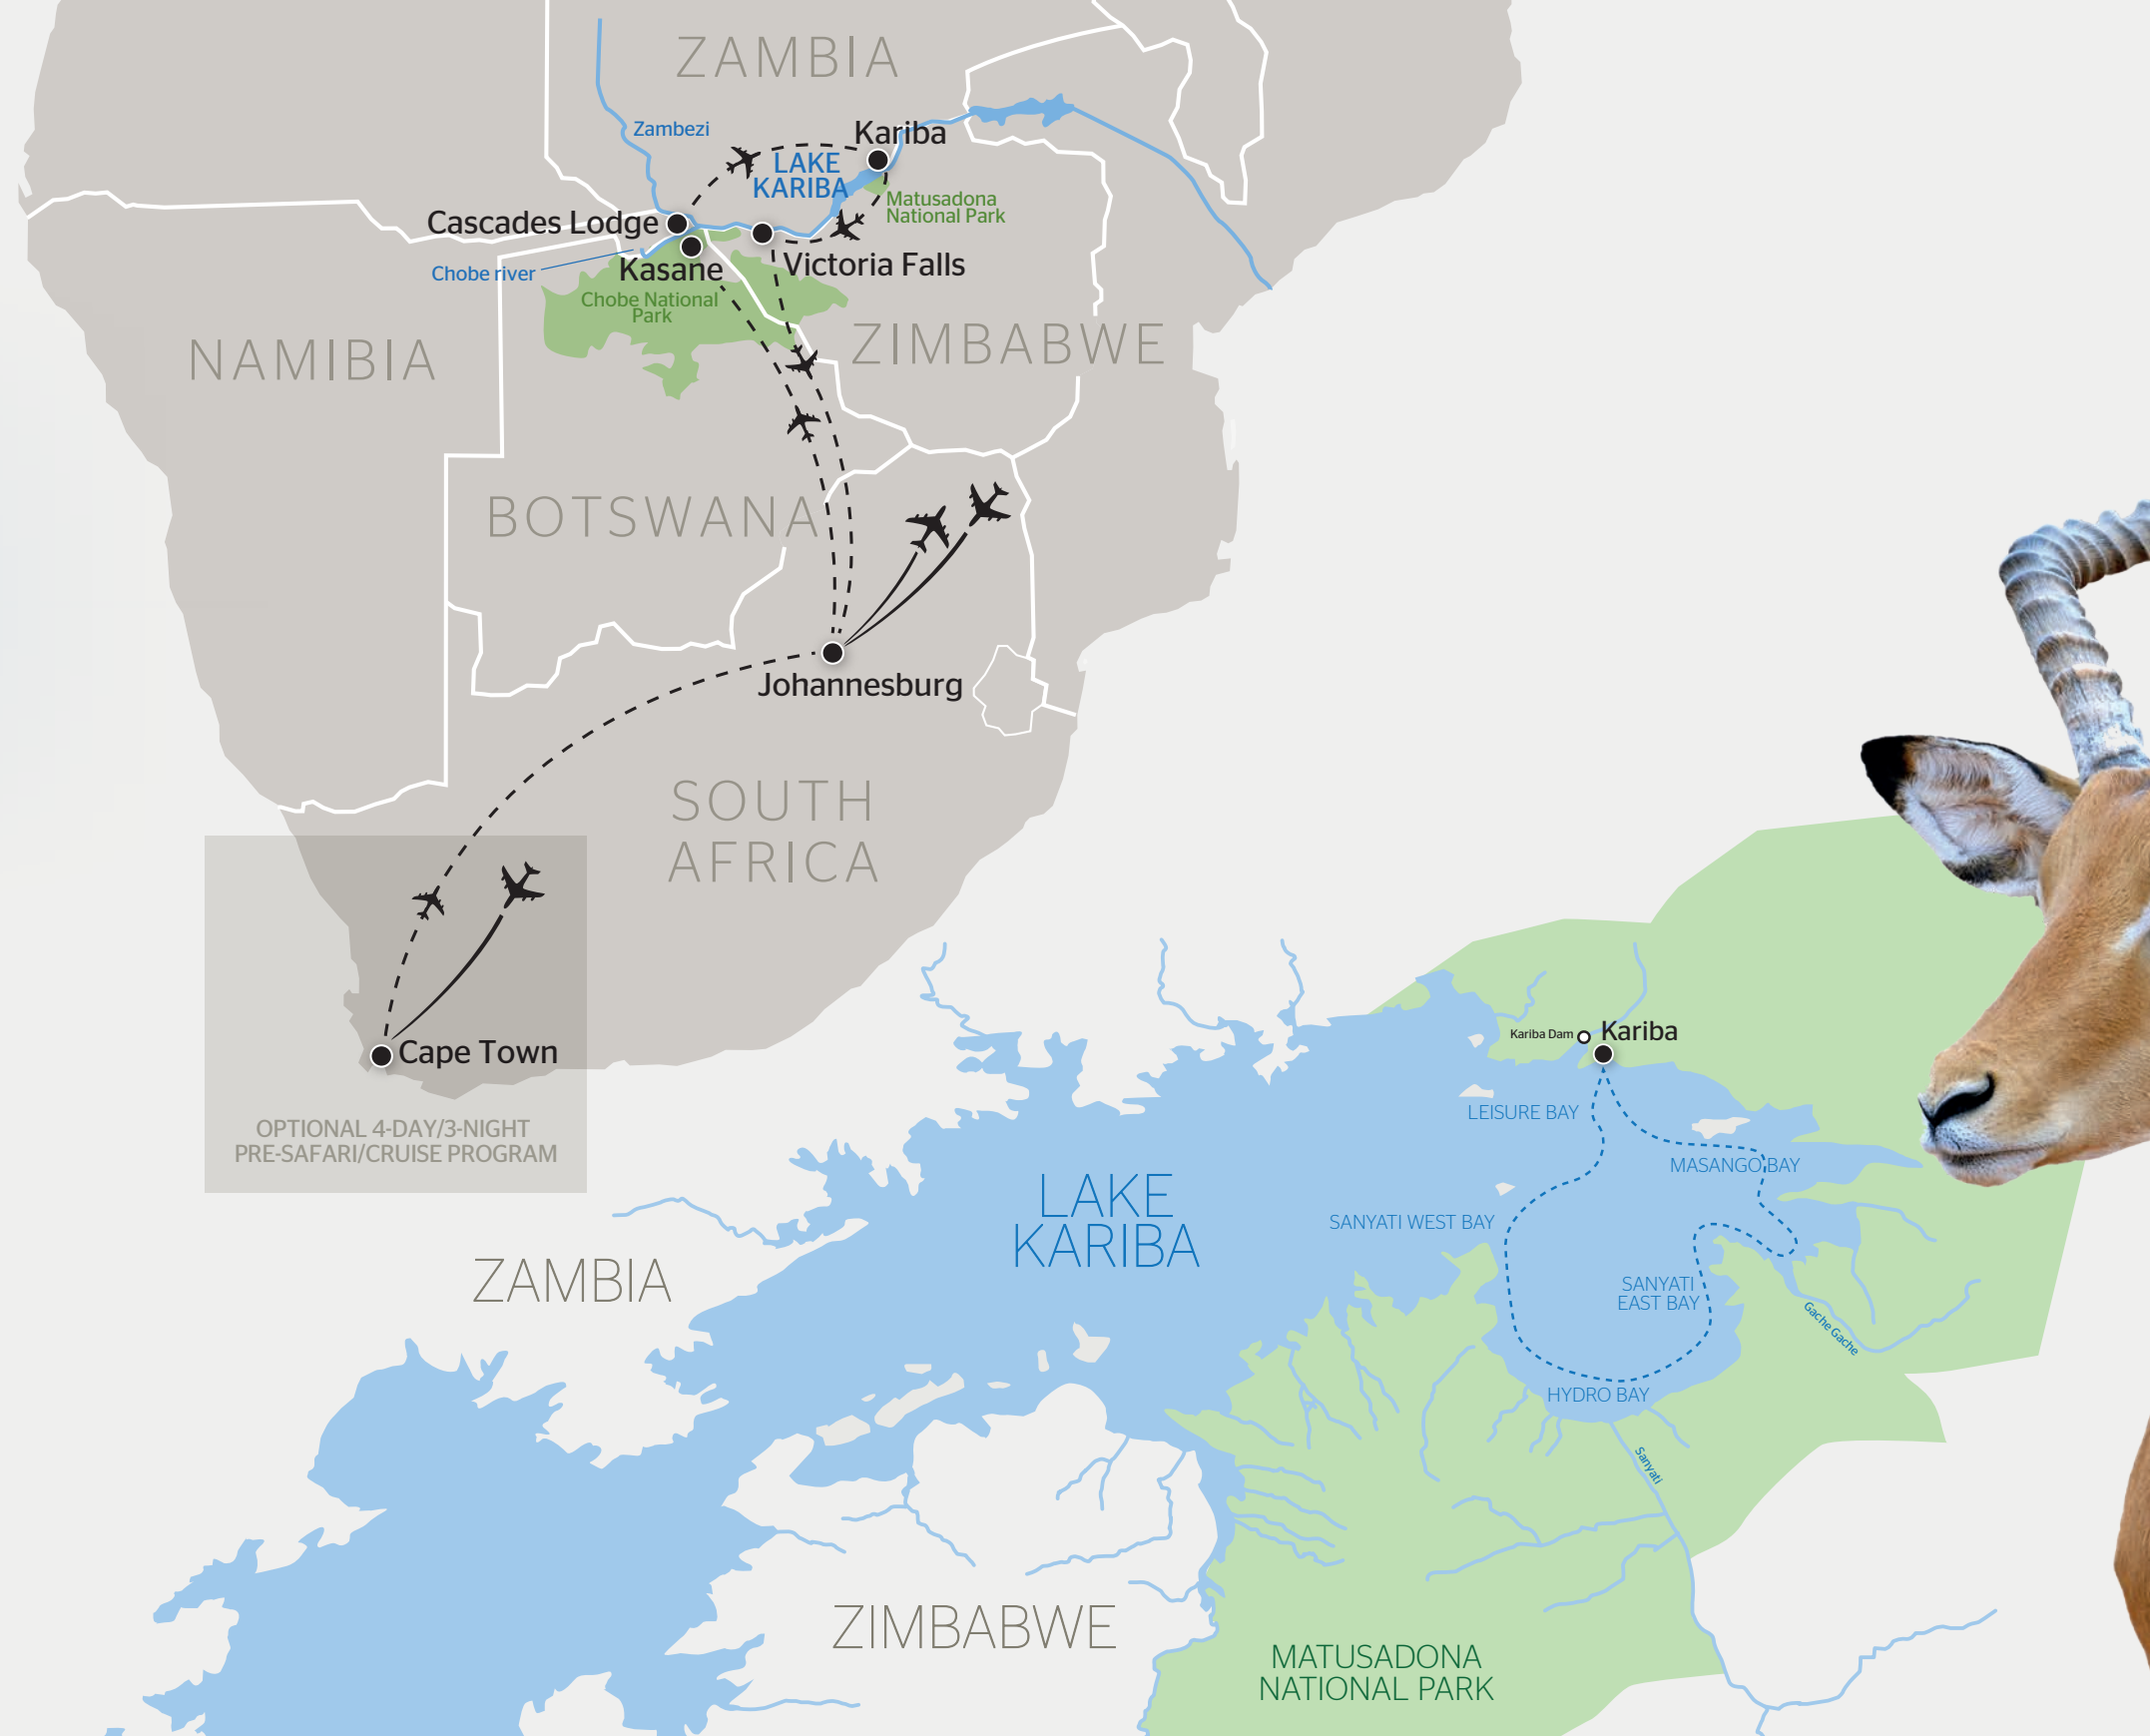 ZAMBIA
Zambezi
Kariba
LAKE
KARIBA
Matusadona
National Park
Cascades Lodge
Chobe river
Kasane
Victoria Falls
Chobe National
Park
NAMIBIA
ZIMBABWE
BOTSWANA
Johannesburg
SOUTH
AFRICA
Cape Town
OPTIONAL 4-DAY/3-NIGHT
PRE-SAFARI/CRUISE PROGRAM
Kariba Dam
Kariba
LEISURE BAY
MASANGO BAY
LAKE
KARIBA
SANYATI WEST BAY
ZAMBIA
SANYATI
EAST BAY
Gache Gache
HYDRO BAY
Sanyati
ZIMBABWE
MATUSADONA
NATIONAL PARK